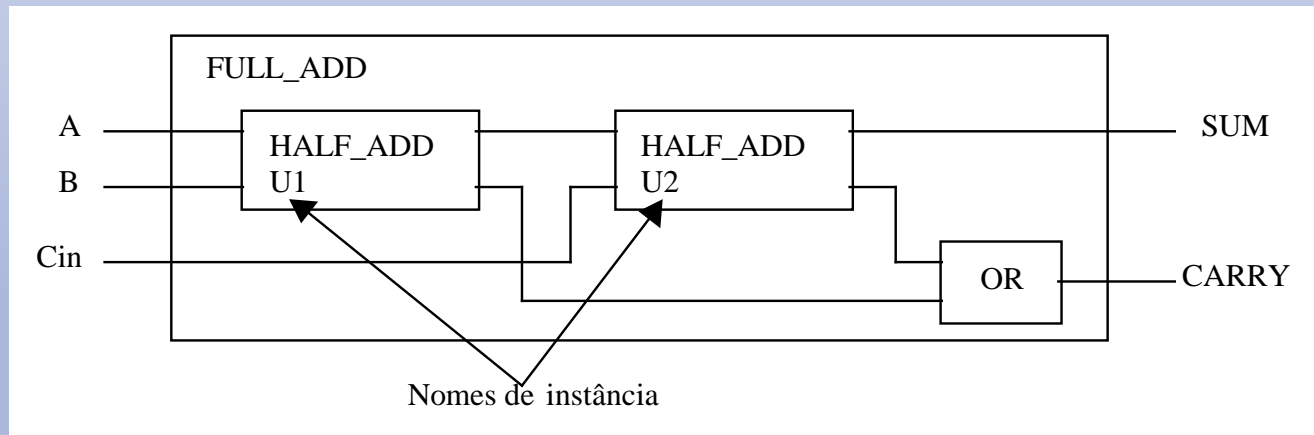 FULL_ADD
A
HALF_ADD
U1
HALF_ADD
U2
SUM
B
Cin
OR
CARRY
Nomes de instância